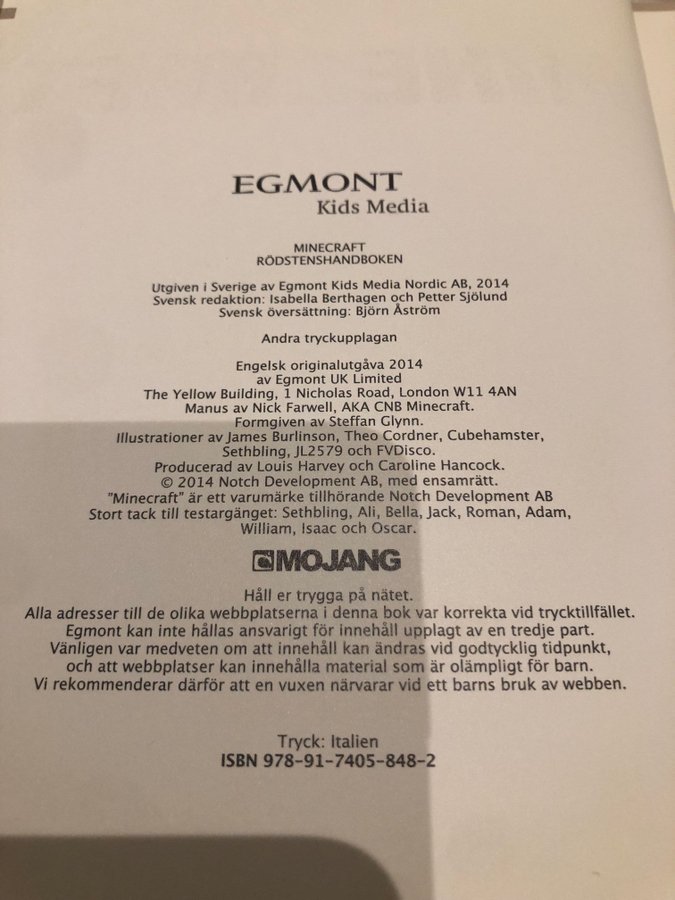 EGMONT
Kids Media
MINECRAFT
RÖDSTENSHANDBOKEN
Utgiven i Sverige av Egmont Kids Media Nordic AB, 2014
Svensk redaktion: Isabella Berthagen och Petter Sjölund
Svensk översättning: Björn Åström
Andra tryckupplagan
Engelsk originalutgåva 2014
av Egmont UK Limited
The Yellow Building, 1 Nicholas Road, London W11 4AN
Manus av Nick Farwell, AKA CNB Minecraft.
Formgiven av Steffan Glynn.
Illustrationer av James Burlinson, Theo Cordner, Cubehamster,
Sethbling, JL2579 och FVDisco.
Producerad av Louis Harvey och Caroline Hancock.
© 2014 Notch Development AB, med ensamrätt.
"Minecraft" är ett varumärke tillhörande Notch Development AB
Stort tack till testargänget: Sethbling, Ali, Bella, Jack, Roman, Adam,
William, Isaac och Oscar.
MOJANG
Håll er trygga på nätet.
Alla adresser till de olika webbplatserna i denna bok var korrekta vid trycktillfället.
Egmont kan inte hållas ansvarigt för innehåll upplagt av en tredje part.
Vänligen var medveten om att innehåll kan ändras vid godtycklig tidpunkt,
och att webbplatser kan innehålla material som är olämpligt för barn.
Vi rekommenderar därför att en vuxen närvarar vid ett barns bruk av webben.
Tryck: Italien
ISBN 978-91-7405-848-2